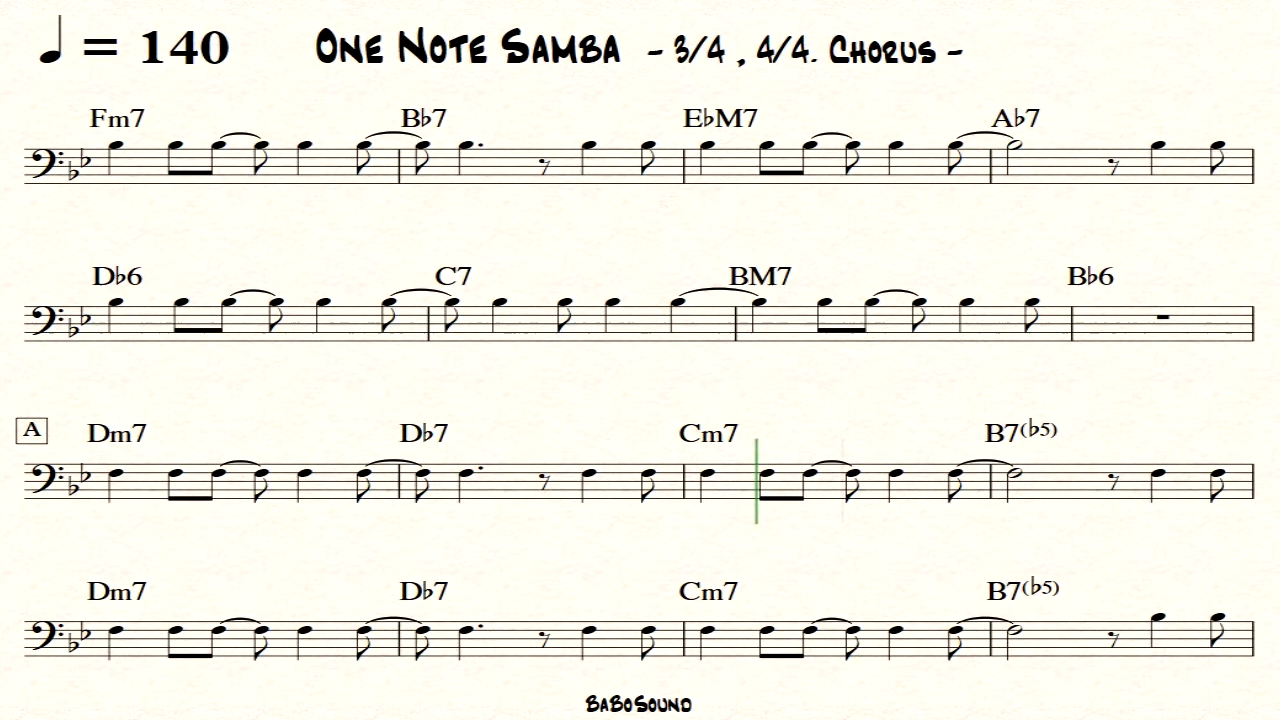 ♩ = 140 One Note Samba - 3/4 , 4/4. Chorus -
Fm7 B♭7 E♭M7 A♭7
D♭6 C7 BM7 B♭6
A Dm7 D♭7 Cm7 B7(♭5)
Dm7 D♭7 Cm7 B7(♭5)
BaBoSound